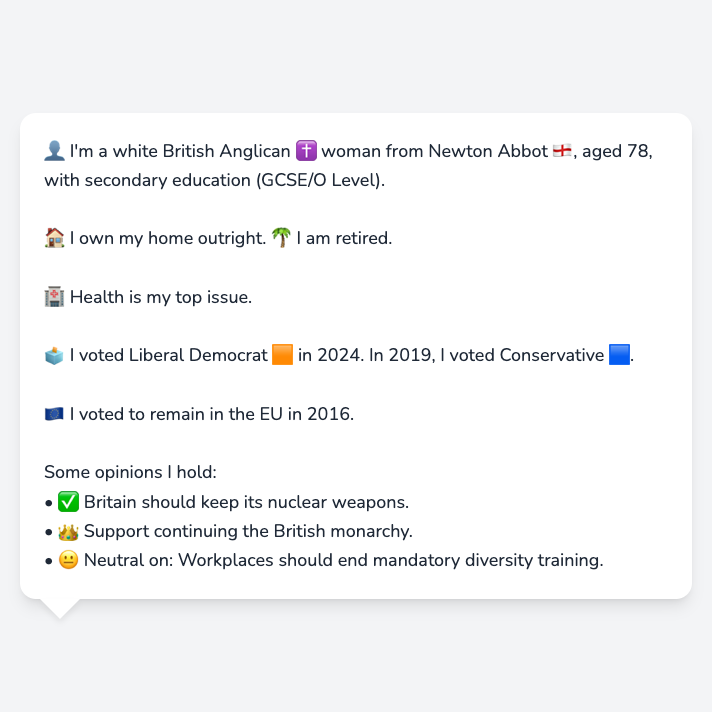 👤 I'm a white British Anglican ✝️ woman from Newton Abbot 🏴󠁧󠁢󠁥󠁮󠁧󠁿, aged 78,
with secondary education (GCSE/O Level).
🏠 I own my home outright. 🌴 I am retired.
🏥 Health is my top issue.
🗳️ I voted Liberal Democrat 🟧 in 2024. In 2019, I voted Conservative 🟦.
🇪🇺 I voted to remain in the EU in 2016.
Some opinions I hold:
• ✅ Britain should keep its nuclear weapons.
• 👑 Support continuing the British monarchy.
• 😐 Neutral on: Workplaces should end mandatory diversity training.